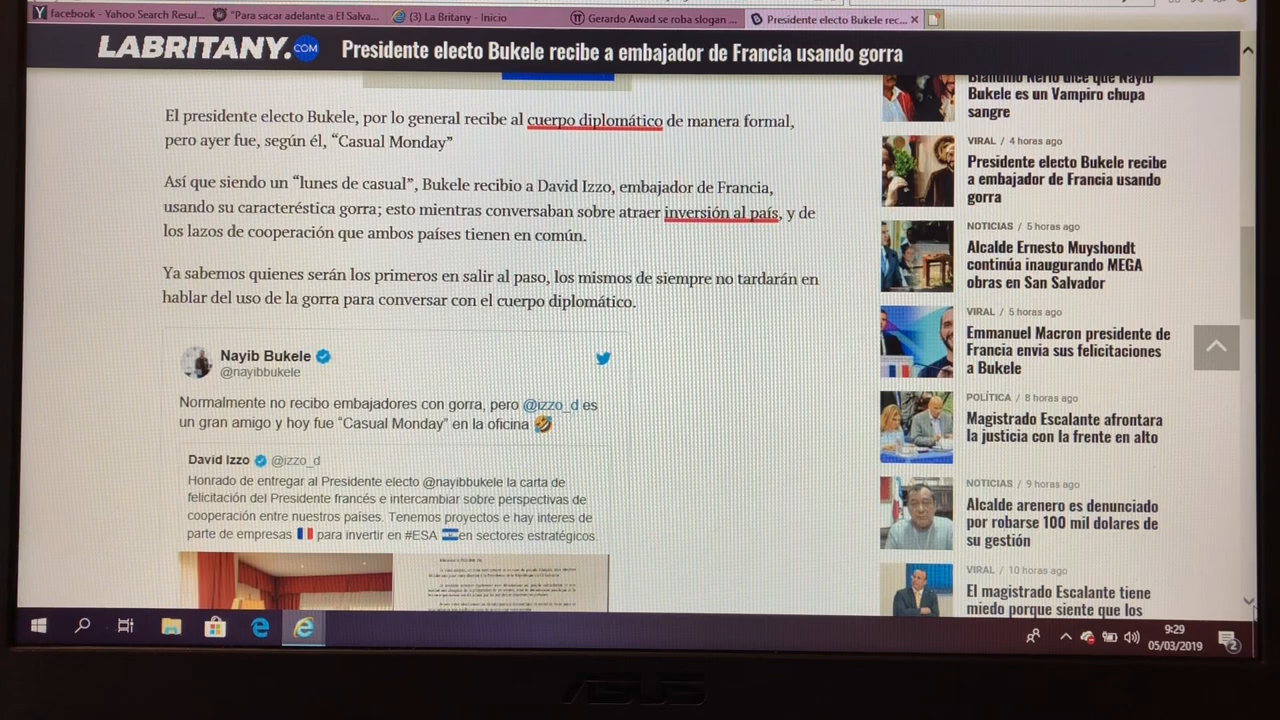 facebook - Yahoo Search Resul...
"Para sacar adelante a El Salva...
(3) La Britany - Inicio
Gerardo Awad se roba slogan ...
Presidente electo Bukele rec...
LABRITANY.COM
Presidente electo Bukele recibe a embajador de Francia usando gorra
El presidente electo Bukele, por lo general recibe al cuerpo diplomático de manera formal,
pero ayer fue, según él, “Casual Monday”
Así que siendo un “lunes de casual”, Bukele recibio a David Izzo, embajador de Francia,
usando su caracteréstica gorra; esto mientras conversaban sobre atraer inversión al país, y de
los lazos de cooperación que ambos países tienen en común.
Ya sabemos quienes serán los primeros en salir al paso, los mismos de siempre no tardarán en
hablar del uso de la gorra para conversar con el cuerpo diplomático.
Nayib Bukele
@nayibbukele
Normalmente no recibo embajadores con gorra, pero @izzo_d es
un gran amigo y hoy fue “Casual Monday” en la oficina 🤣
David Izzo @izzo_d
Honrado de entregar al Presidente electo @nayibbukele la carta de
felicitación del Presidente francés e intercambiar sobre perspectivas de
cooperación entre nuestros países. Tenemos proyectos e hay interes de
parte de empresas 🇫🇷 para invertir en #ESA 🇸🇻en sectores estratégicos.
Blandino Nerio dice que Nayib
Bukele es un Vampiro chupa
sangre
VIRAL / 4 horas ago
Presidente electo Bukele recibe
a embajador de Francia usando
gorra
NOTICIAS / 5 horas ago
Alcalde Ernesto Muyshondt
continúa inaugurando MEGA
obras en San Salvador
VIRAL / 5 horas ago
Emmanuel Macron presidente de
Francia envia sus felicitaciones
a Bukele
POLÍTICA / 8 horas ago
Magistrado Escalante afrontara
la justicia con la frente en alto
NOTICIAS / 9 horas ago
Alcalde arenero es denunciado
por robarse 100 mil dolares de
su gestión
VIRAL / 10 horas ago
El magistrado Escalante tiene
miedo porque siente que los
9:29
05/03/2019
2
ASUS